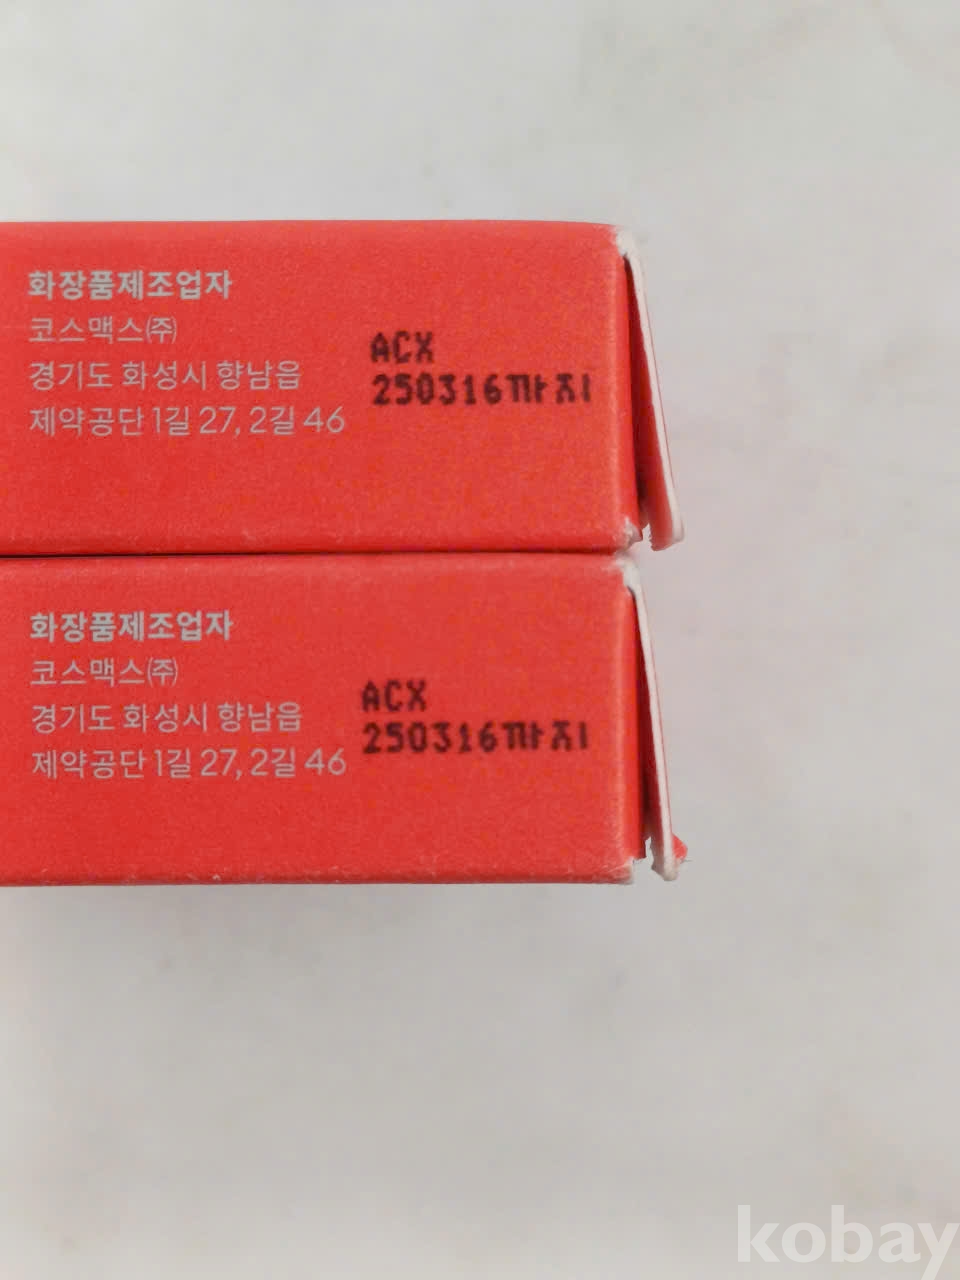 화장품제조업자
코스맥스㈜
경기도 화성시 향남읍
제약공단 1길 27, 2길 46
ACX
250316까지
화장품제조업자
코스맥스㈜
경기도 화성시 향남읍
제약공단 1길 27, 2길 46
ACX
250316까지
kobay